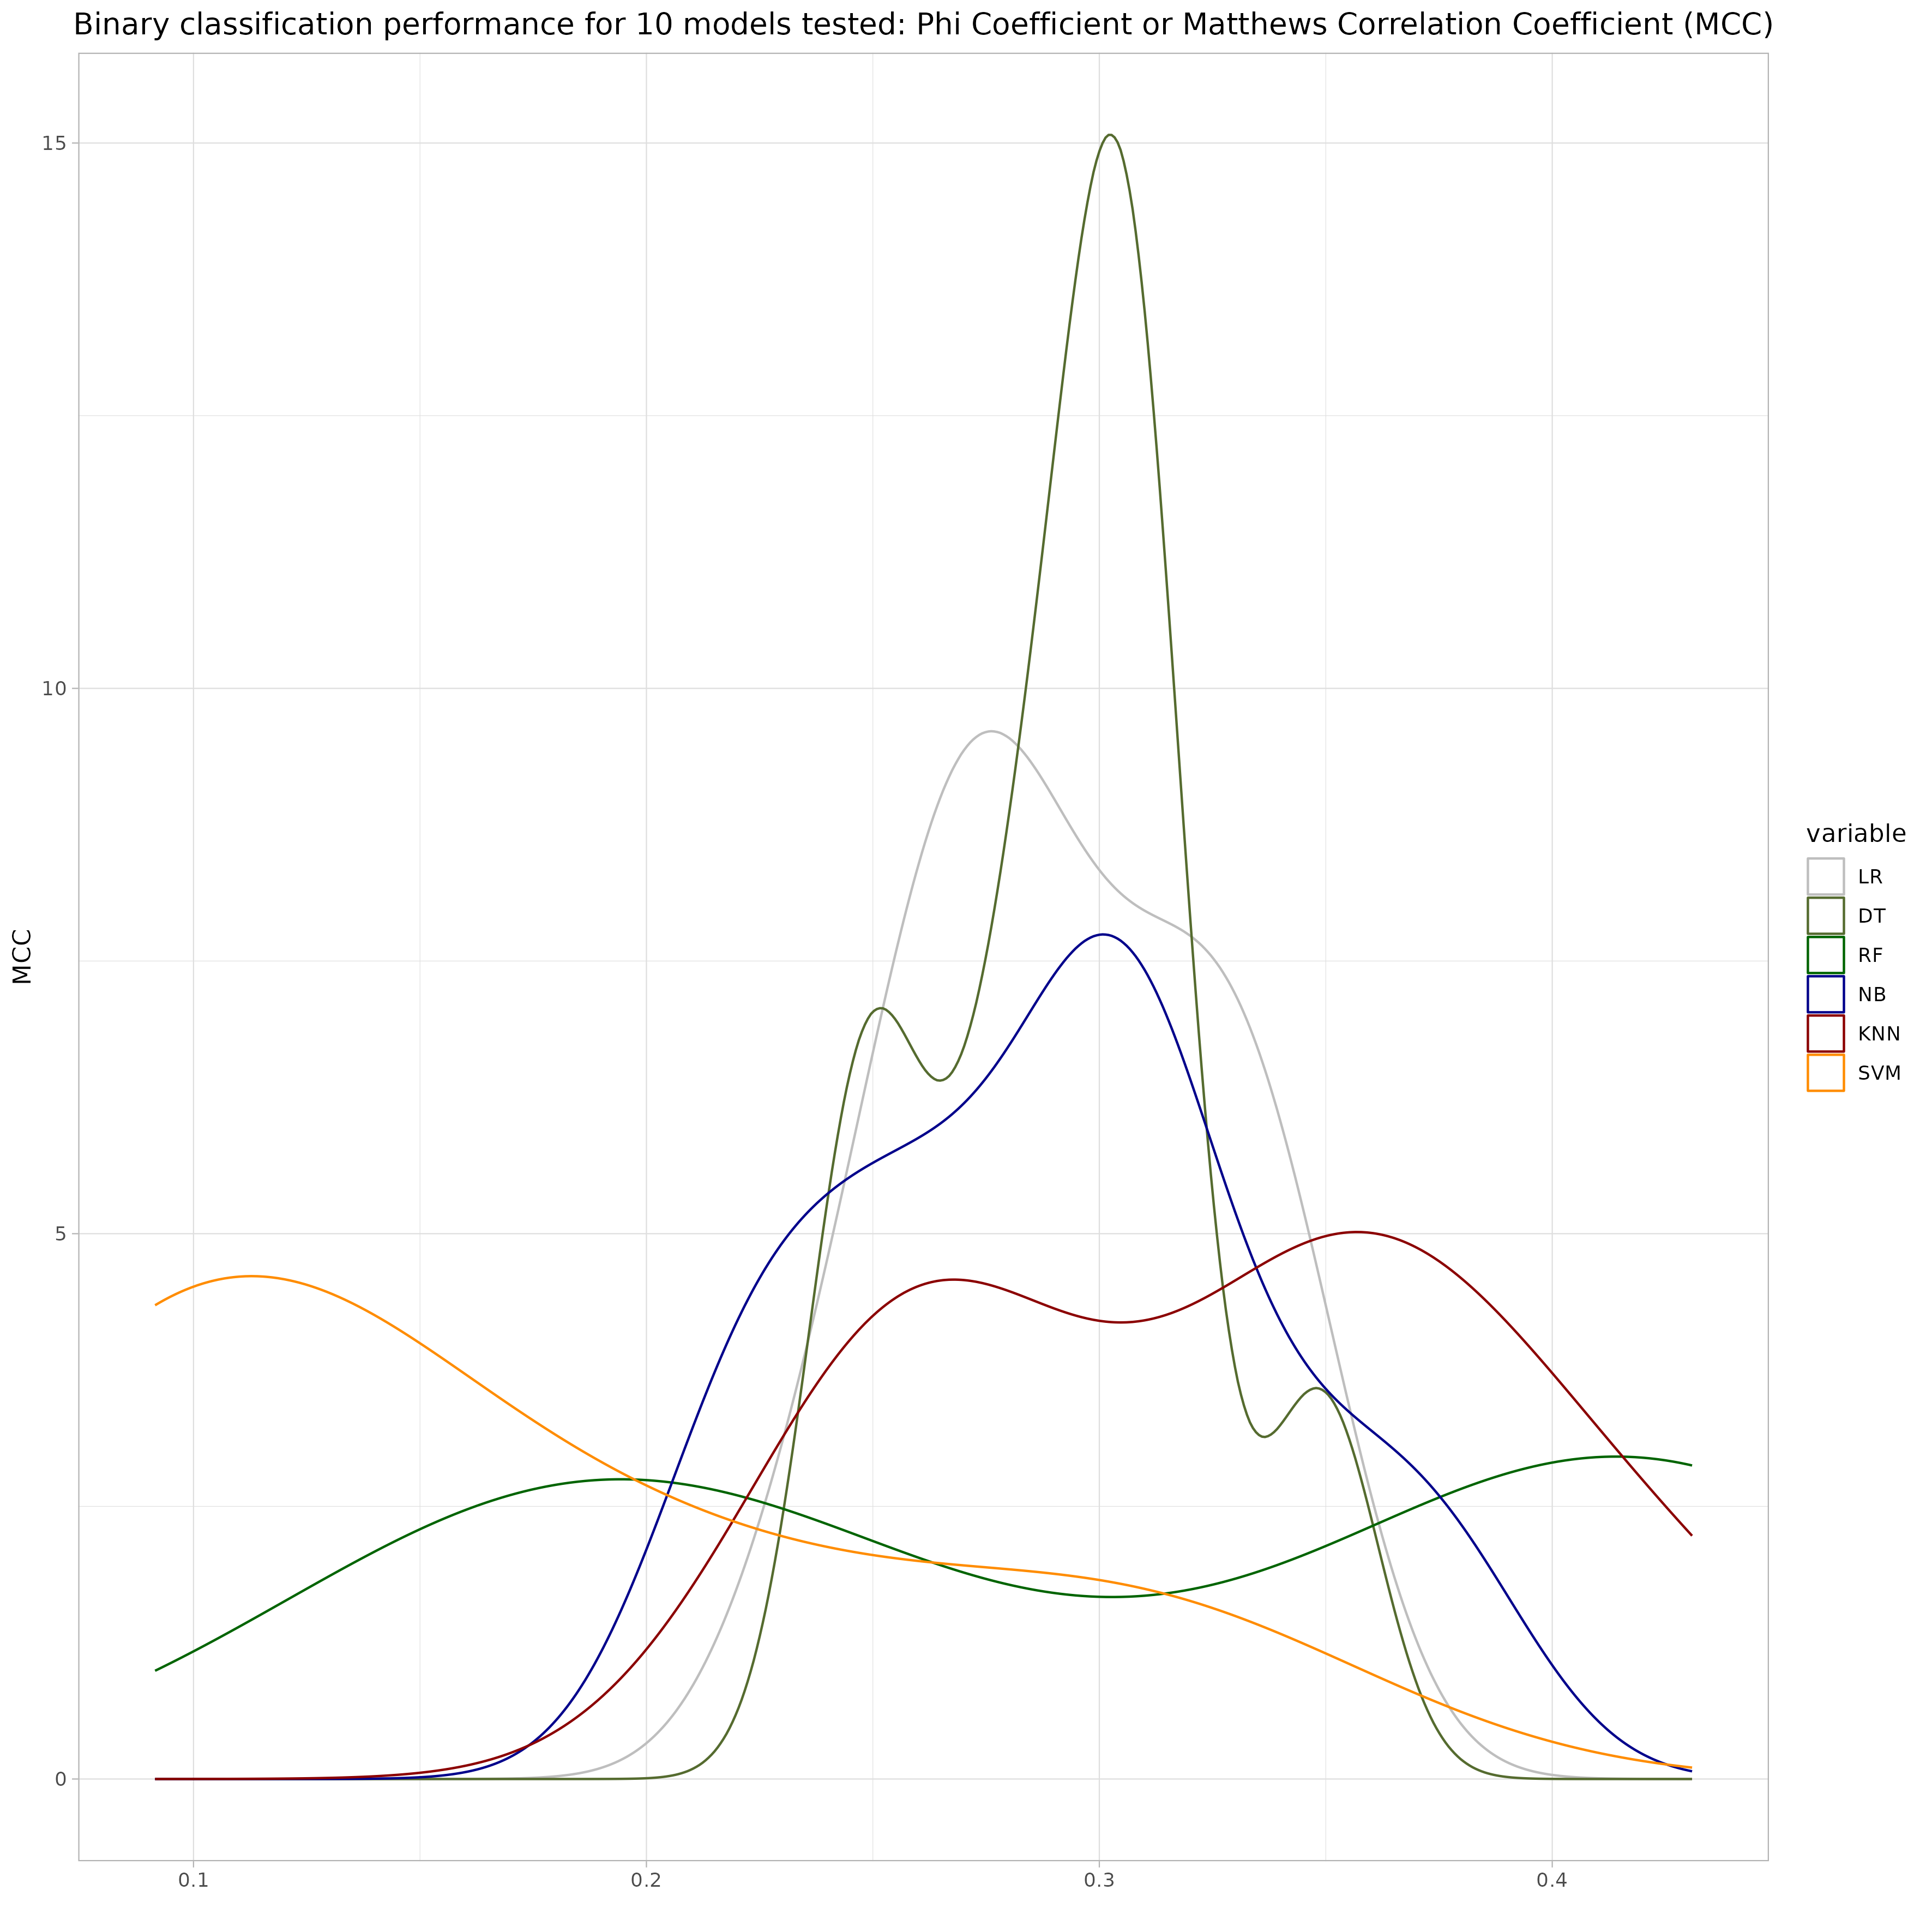 Binary classification performance for 10 models tested: Phi Coefficient or Matthews Correlation Coefficient (MCC)
15
10
5
0
MCC
0.1
0.2
0.3
0.4
variable
LR
DT
RF
NB
KNN
SVM